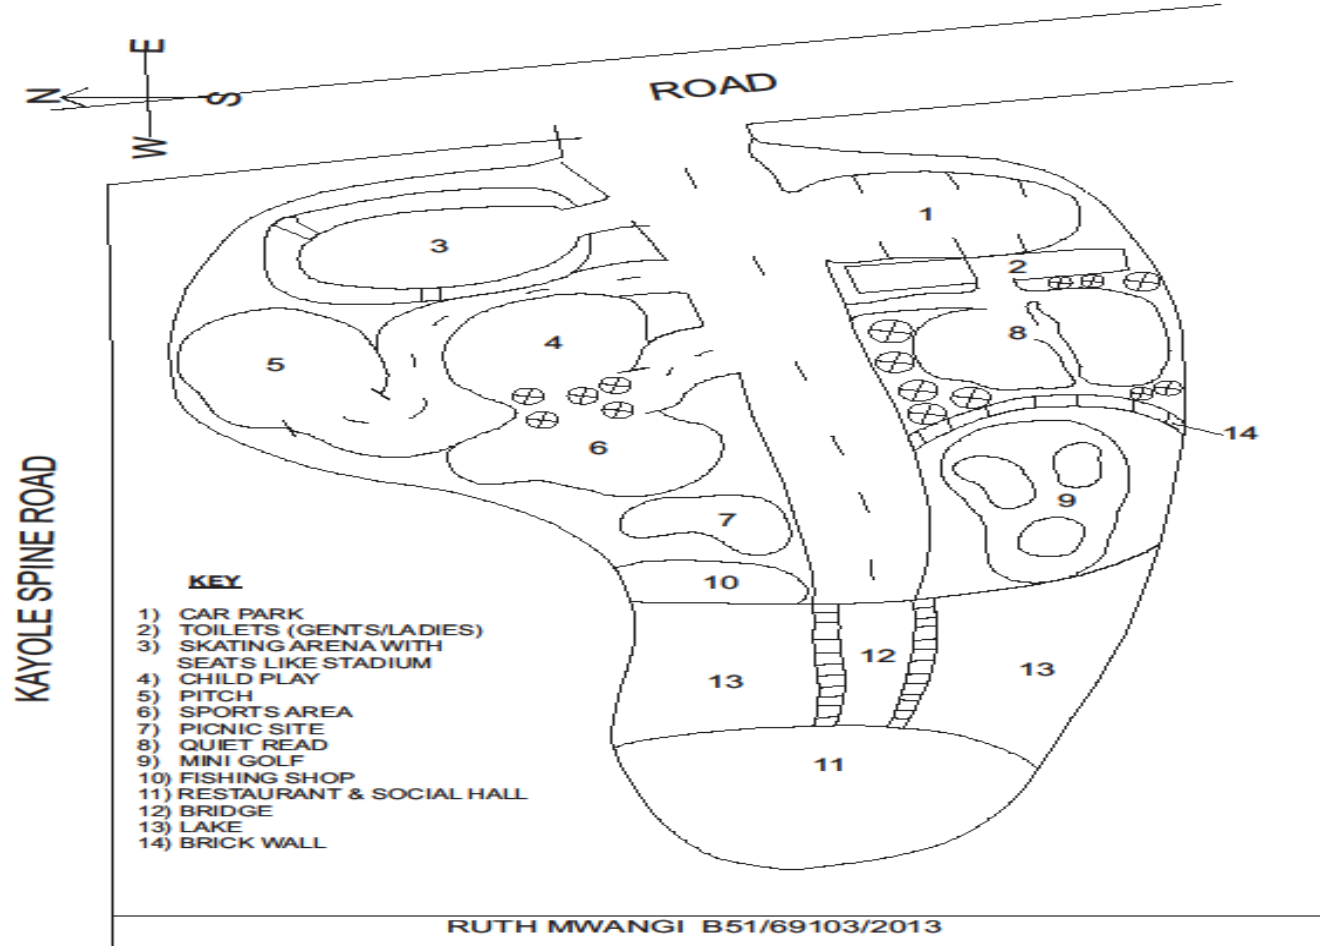 E
N
S
W
ROAD
1
2
3
4
5
6
7
8
9
10
11
12
13
13
14
KAYOLE SPINE ROAD
KEY
1) CAR PARK
2) TOILETS (GENTS/LADIES)
3) SKATING ARENA WITH
SEATS LIKE STADIUM
4) CHILD PLAY
5) PITCH
6) SPORTS AREA
7) PICNIC SITE
8) QUIET READ
9) MINI GOLF
10) FISHING SHOP
11) RESTAURANT & SOCIAL HALL
12) BRIDGE
13) LAKE
14) BRICK WALL
RUTH MWANGI B51/69103/2013